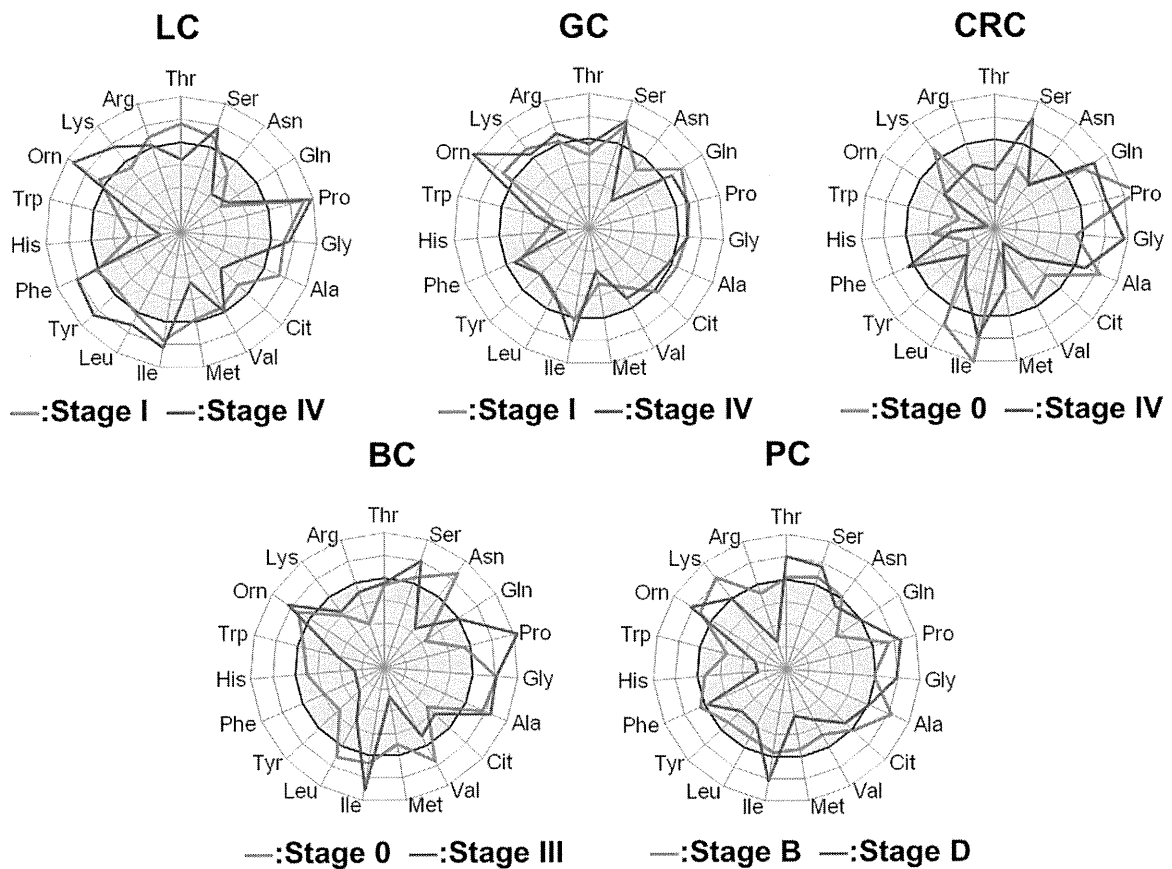 LC
Thr
Ser
Asn
Gln
Pro
Gly
Ala
Cit
Val
Met
Ile
Leu
Tyr
Phe
His
Trp
Orn
Lys
Arg
—:Stage I —:Stage IV
GC
Thr
Ser
Asn
Gln
Pro
Gly
Ala
Cit
Val
Met
Ile
Leu
Tyr
Phe
His
Trp
Orn
Lys
Arg
—:Stage I —:Stage IV
CRC
Thr
Ser
Asn
Gln
Pro
Gly
Ala
Cit
Val
Met
Ile
Leu
Tyr
Phe
His
Trp
Orn
Lys
Arg
—:Stage 0 —:Stage IV
BC
Thr
Ser
Asn
Gln
Pro
Gly
Ala
Cit
Val
Met
Ile
Leu
Tyr
Phe
His
Trp
Orn
Lys
Arg
—:Stage 0 —:Stage III
PC
Thr
Ser
Asn
Gln
Pro
Gly
Ala
Cit
Val
Met
Ile
Leu
Tyr
Phe
His
Trp
Orn
Lys
Arg
—:Stage B —:Stage D